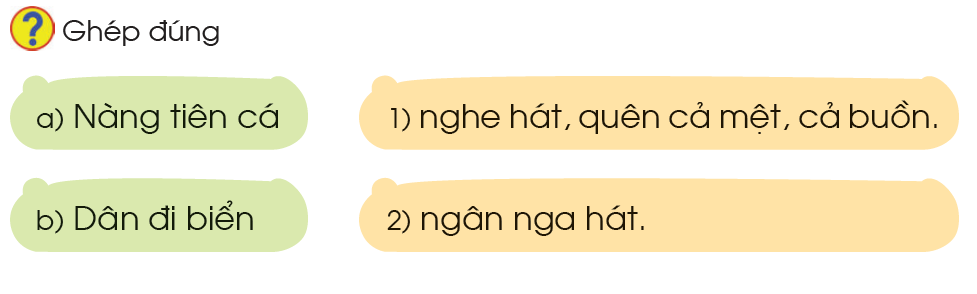 ? Ghép đúng
a) Nàng tiên cá
1) nghe hát, quên cả mệt, cả buồn.
b) Dân đi biển
2) ngân nga hát.